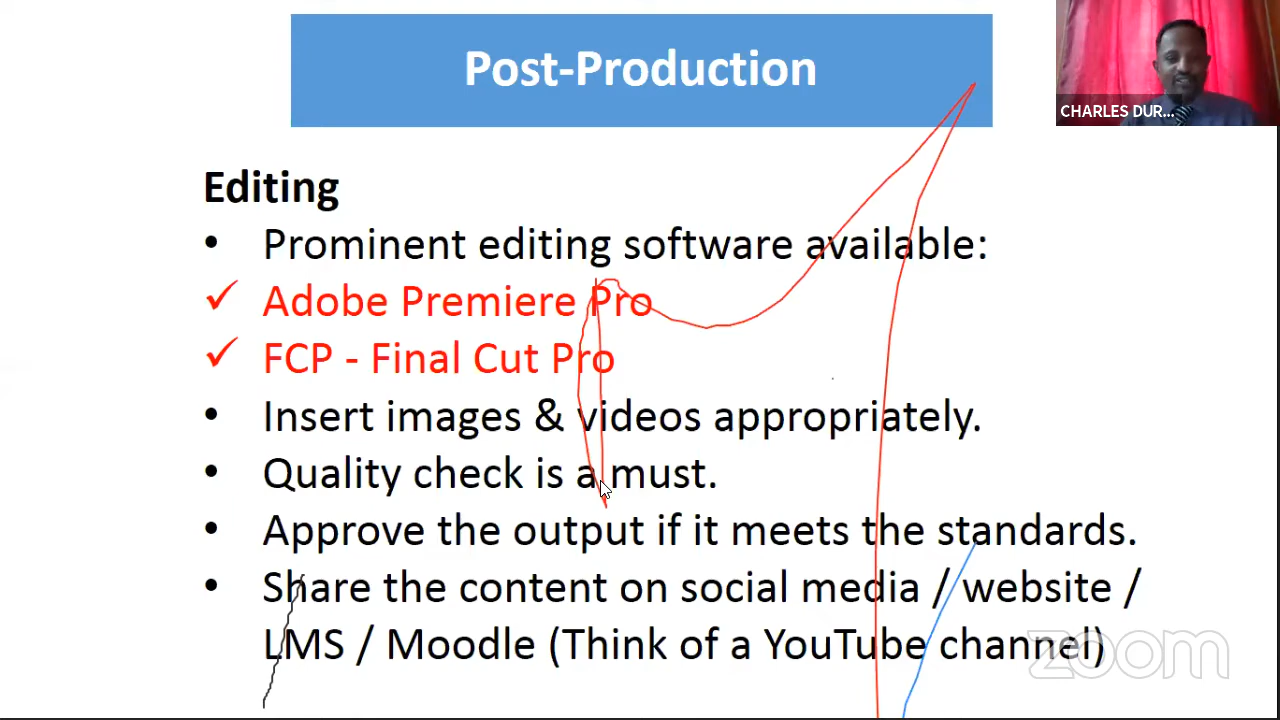 Post-Production
CHARLES DUR...
Editing
• Prominent editing software available:
✓ Adobe Premiere Pro
✓ FCP - Final Cut Pro
• Insert images & videos appropriately.
• Quality check is a must.
• Approve the output if it meets the standards.
• Share the content on social media / website /
LMS / Moodle (Think of a YouTube channel)
zoom